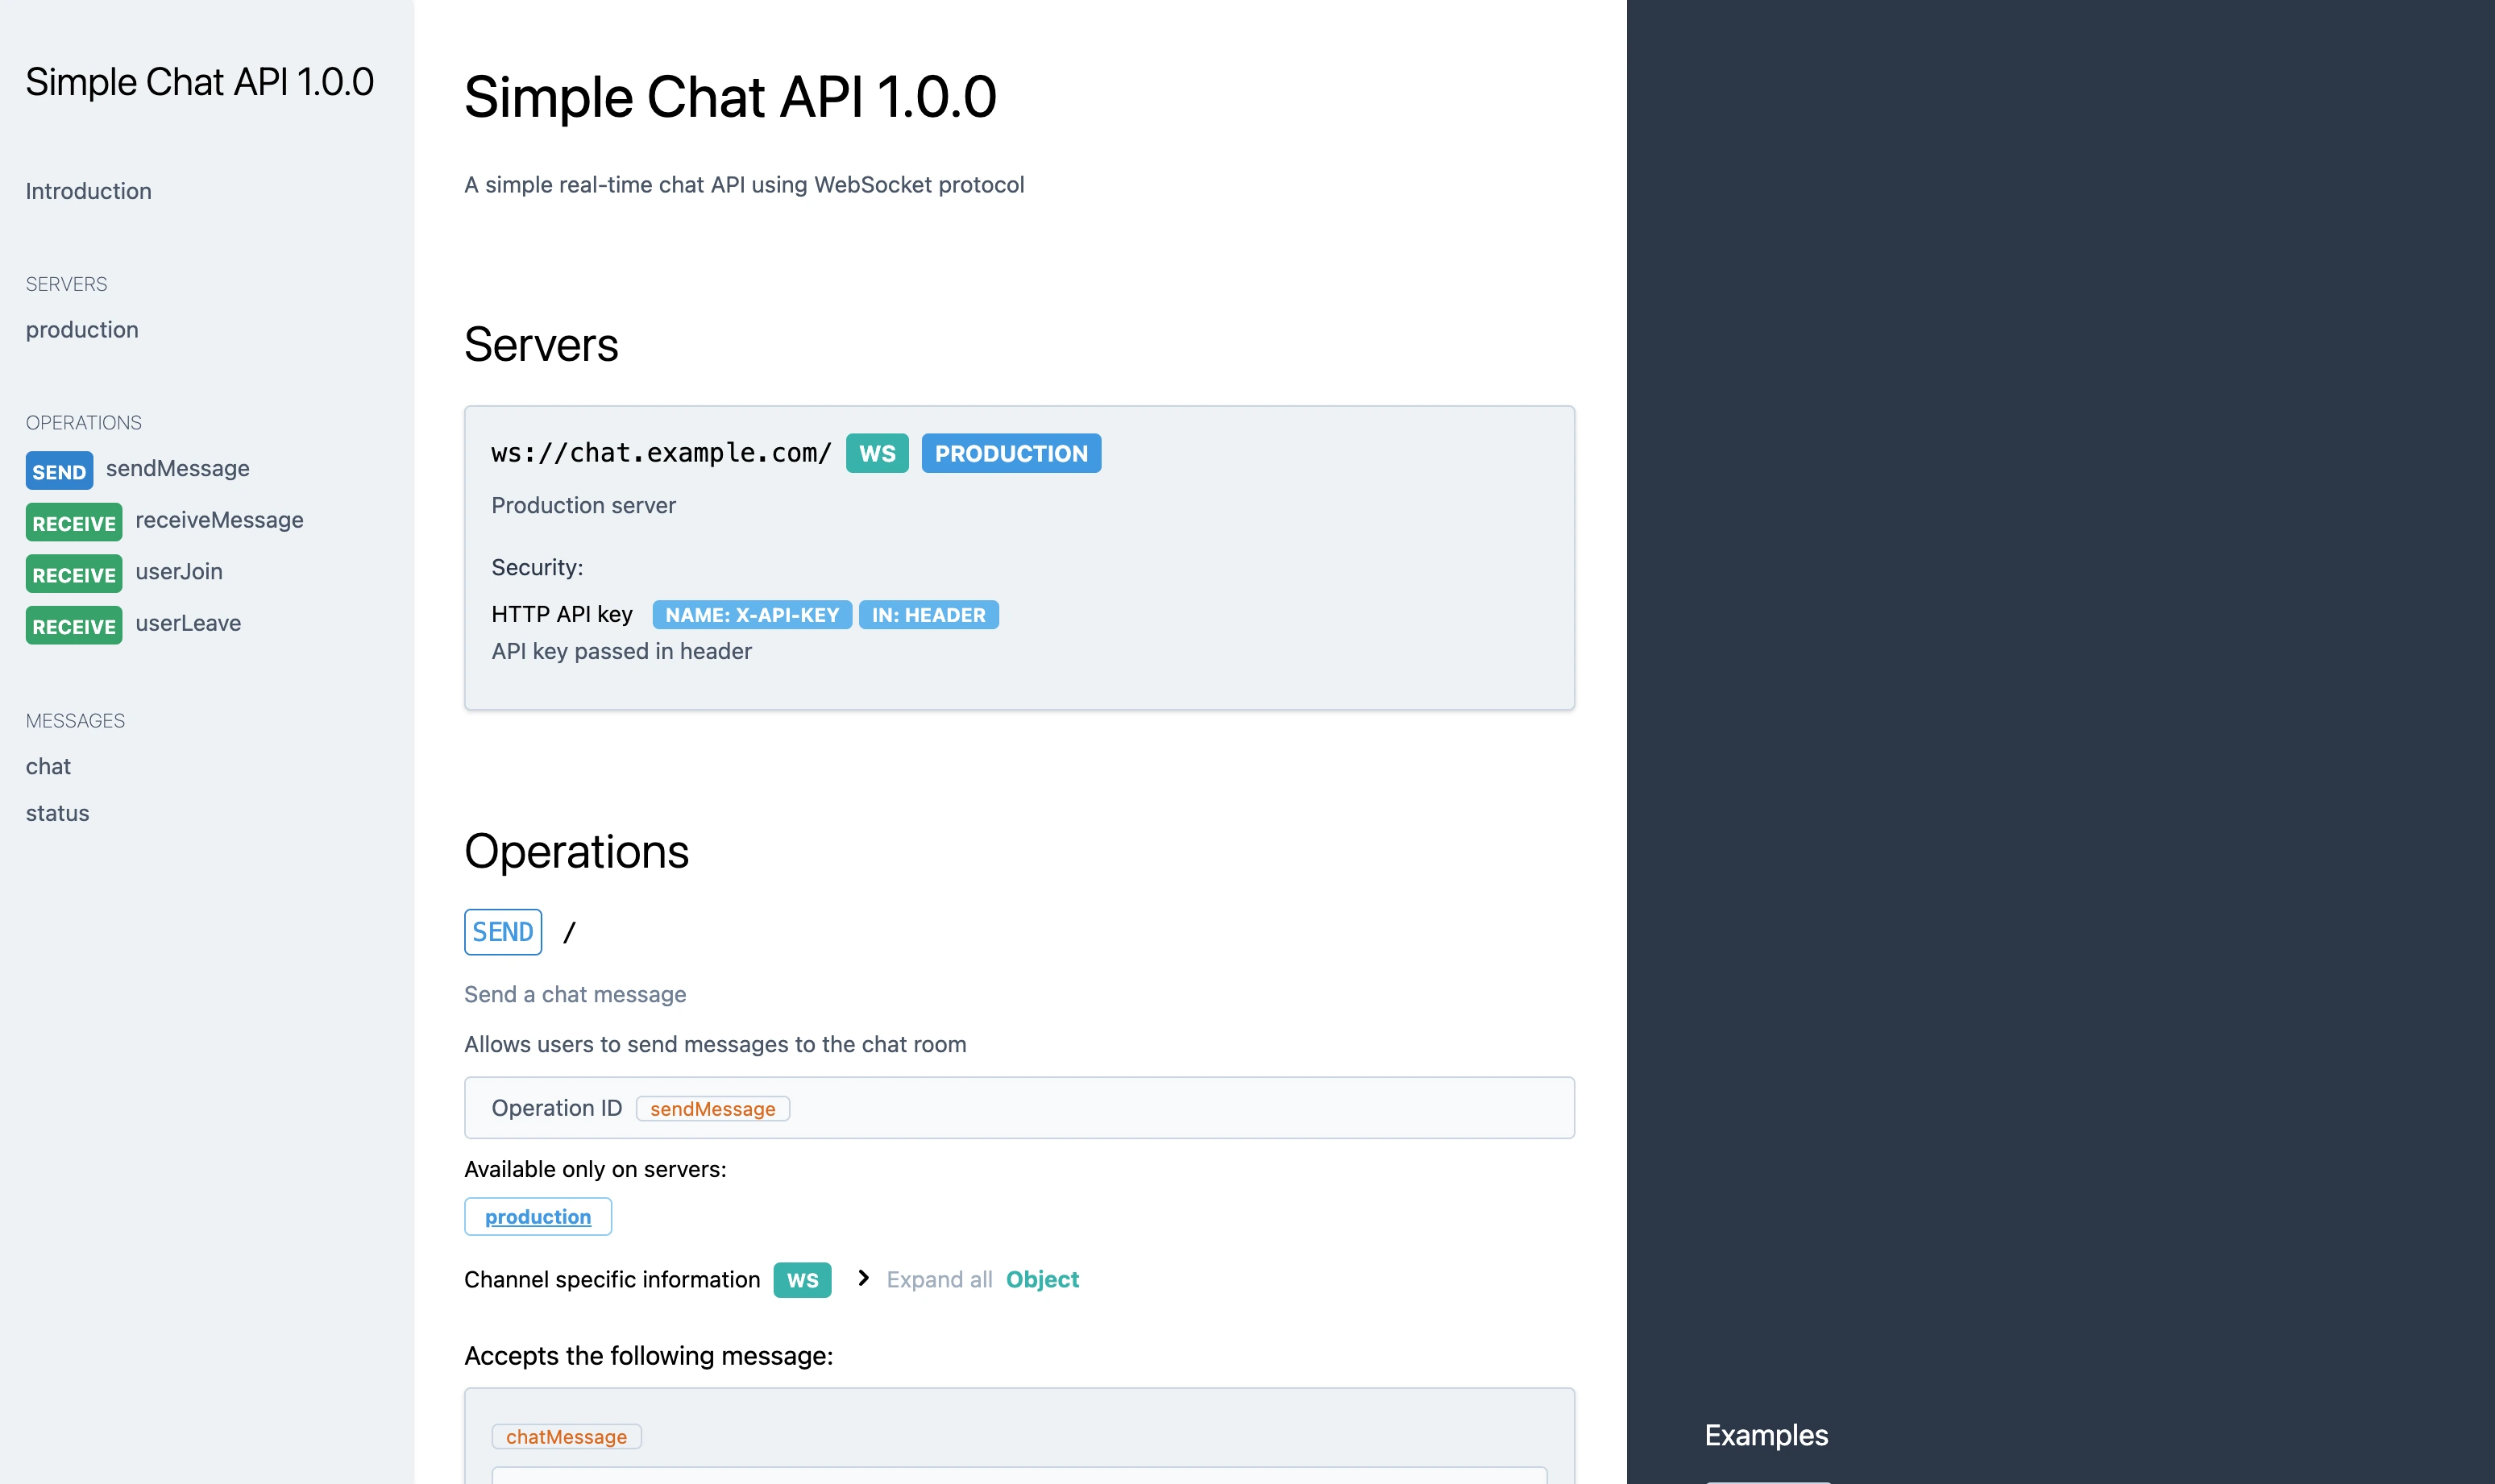 Simple Chat API 1.0.0
Introduction
SERVERS
production
OPERATIONS
SEND sendMessage
RECEIVE receiveMessage
RECEIVE userJoin
RECEIVE userLeave
MESSAGES
chat
status
Simple Chat API 1.0.0
A simple real-time chat API using WebSocket protocol
Servers
ws://chat.example.com/ WS PRODUCTION
Production server
Security:
HTTP API key NAME: X-API-KEY IN: HEADER
API key passed in header
Operations
SEND /
Send a chat message
Allows users to send messages to the chat room
Operation ID sendMessage
Available only on servers:
production
Channel specific information WS > Expand all Object
Accepts the following message:
chatMessage
Examples